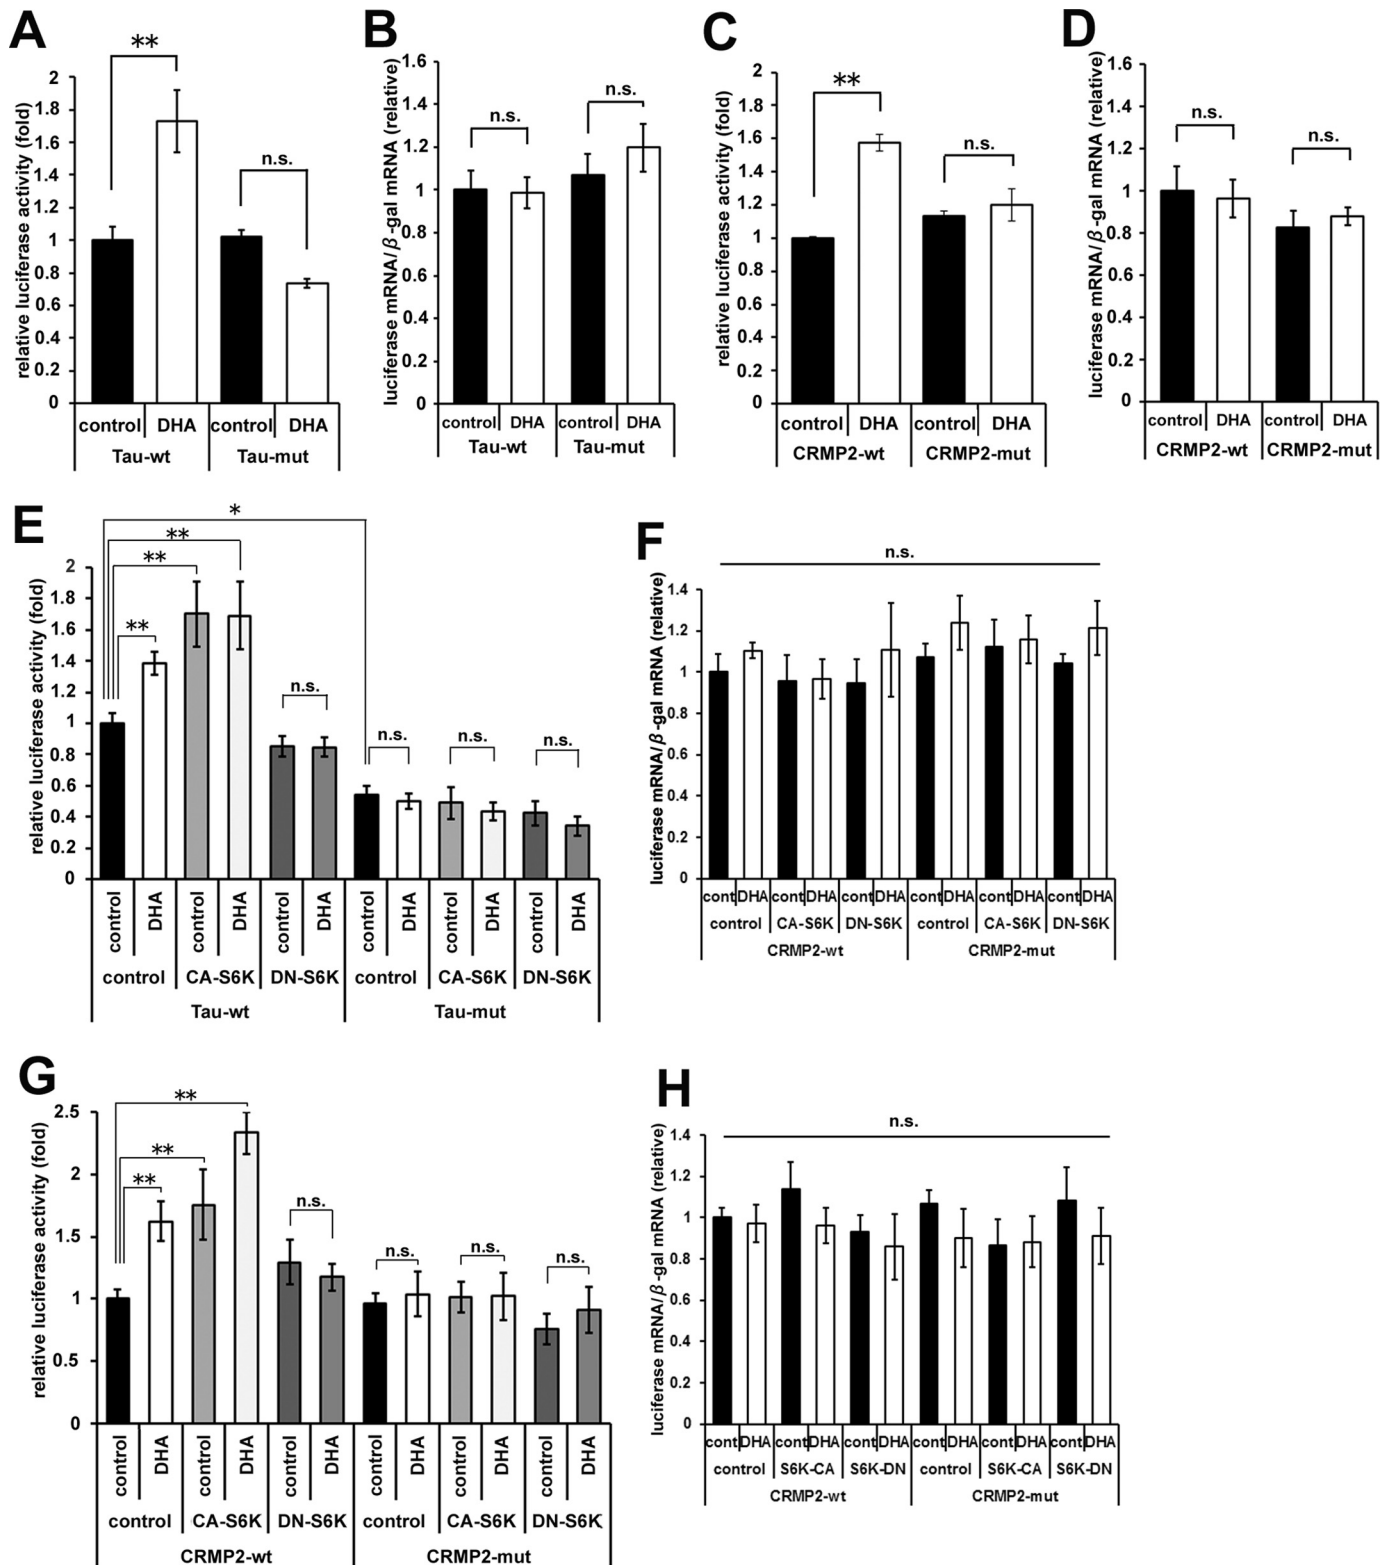 A
relative luciferase activity (fold)
2
1.8
1.6
1.4
1.2
1
0.8
0.6
0.4
0.2
0
**
n.s.
control DHA control DHA
Tau-wt Tau-mut
B
luciferase mRNA/β-gal mRNA (relative)
1.6
1.4
1.2
1
0.8
0.6
0.4
0.2
0
n.s.
n.s.
control DHA control DHA
Tau-wt Tau-mut
C
relative luciferase activity (fold)
2
1.8
1.6
1.4
1.2
1
0.8
0.6
0.4
0.2
0
**
n.s.
control DHA control DHA
CRMP2-wt CRMP2-mut
D
luciferase mRNA/β-gal mRNA (relative)
1.6
1.4
1.2
1
0.8
0.6
0.4
0.2
0
n.s.
n.s.
control DHA control DHA
CRMP2-wt CRMP2-mut
E
relative luciferase activity (fold)
2
1.8
1.6
1.4
1.2
1
0.8
0.6
0.4
0.2
0
*
**
**
**
n.s.
n.s.
n.s.
n.s.
control DHA control DHA control DHA control DHA control DHA control DHA
control CA-S6K DN-S6K control CA-S6K DN-S6K
Tau-wt Tau-mut
F
luciferase mRNA/β-gal mRNA (relative)
1.4
1.2
1
0.8
0.6
0.4
0.2
0
n.s.
cont DHA cont DHA cont DHA cont DHA cont DHA cont DHA
control CA-S6K DN-S6K control CA-S6K DN-S6K
CRMP2-wt CRMP2-mut
G
relative luciferase activity (fold)
2.5
2
1.5
1
0.5
0
**
**
**
n.s.
n.s.
n.s.
n.s.
control DHA control DHA control DHA control DHA control DHA control DHA
control CA-S6K DN-S6K control CA-S6K DN-S6K
CRMP2-wt CRMP2-mut
H
luciferase mRNA/β-gal mRNA (relative)
1.4
1.2
1
0.8
0.6
0.4
0.2
0
n.s.
cont DHA cont DHA cont DHA cont DHA cont DHA cont DHA
control S6K-CA S6K-DN control S6K-CA S6K-DN
CRMP2-wt CRMP2-mut